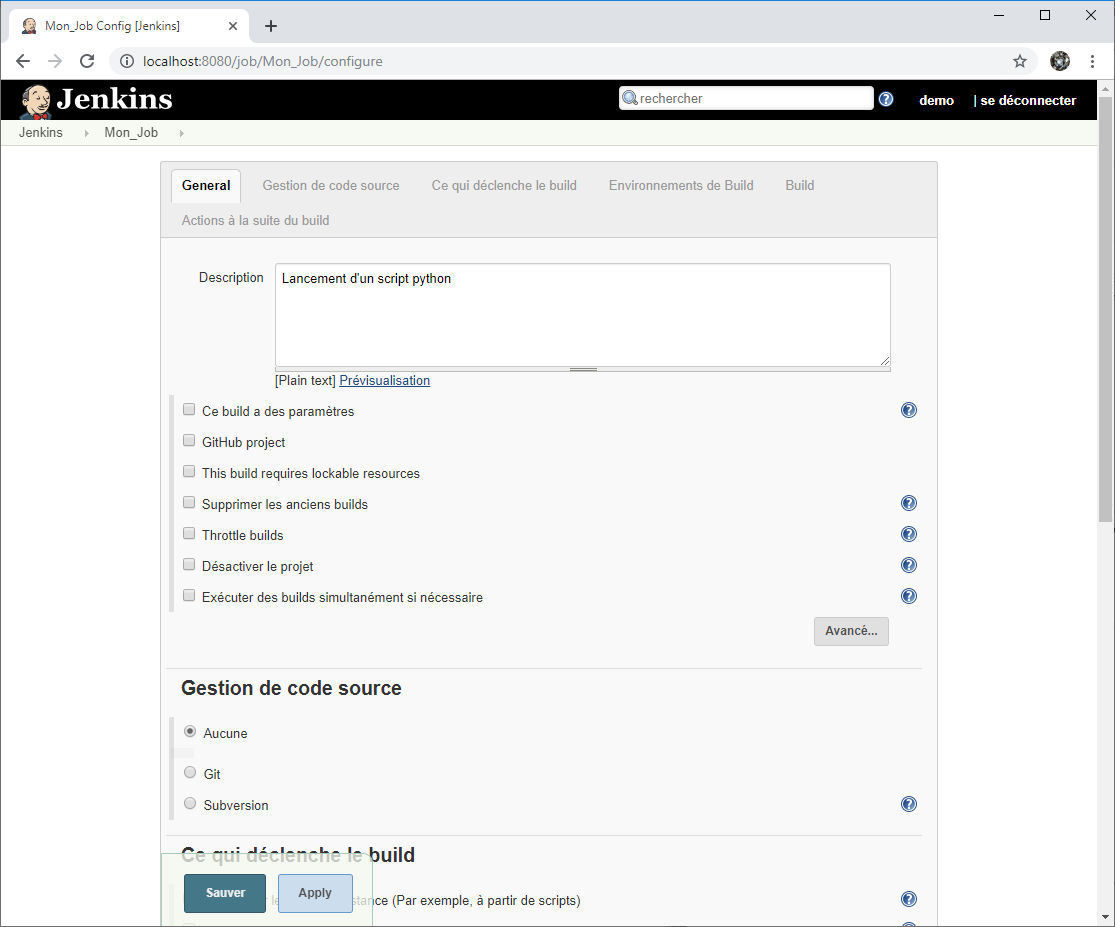 Mon_Job Config [Jenkins]
localhost:8080/job/Mon_Job/configure
Jenkins
rechercher
demo
| se déconnecter
Jenkins
Mon_Job
General
Gestion de code source
Ce qui déclenche le build
Environnements de Build
Build
Actions à la suite du build
Description
Lancement d'un script python
[Plain text] Prévisualisation
Ce build a des paramètres
GitHub project
This build requires lockable resources
Supprimer les anciens builds
Throttle builds
Désactiver le projet
Exécuter des builds simultanément si nécessaire
Avancé...
Gestion de code source
Aucune
Git
Subversion
Ce qui déclenche le build
Sauver
Apply
(Par exemple, à partir de scripts)